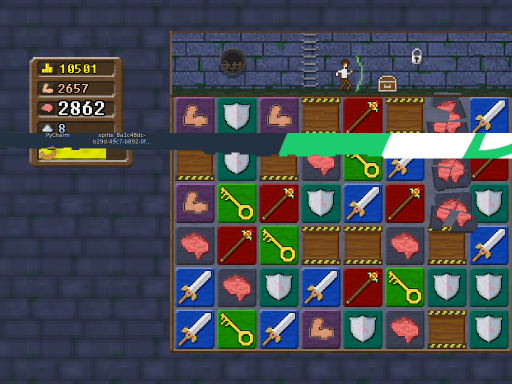 10501
2657
2862
8
PyCharm
sprite_8a1c48dc-
b29d-49c7-b892-0f...